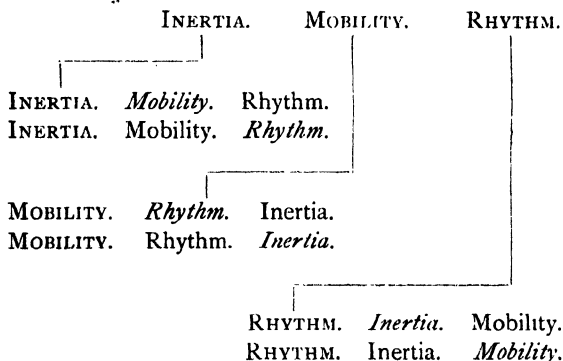 INERTIA. MOBILITY. RHYTHM.
INERTIA. Mobility. Rhythm.
INERTIA. Mobility. Rhythm.
MOBILITY. Rhythm. Inertia.
MOBILITY. Rhythm. Inertia.
RHYTHM. Inertia. Mobility.
RHYTHM. Inertia. Mobility.